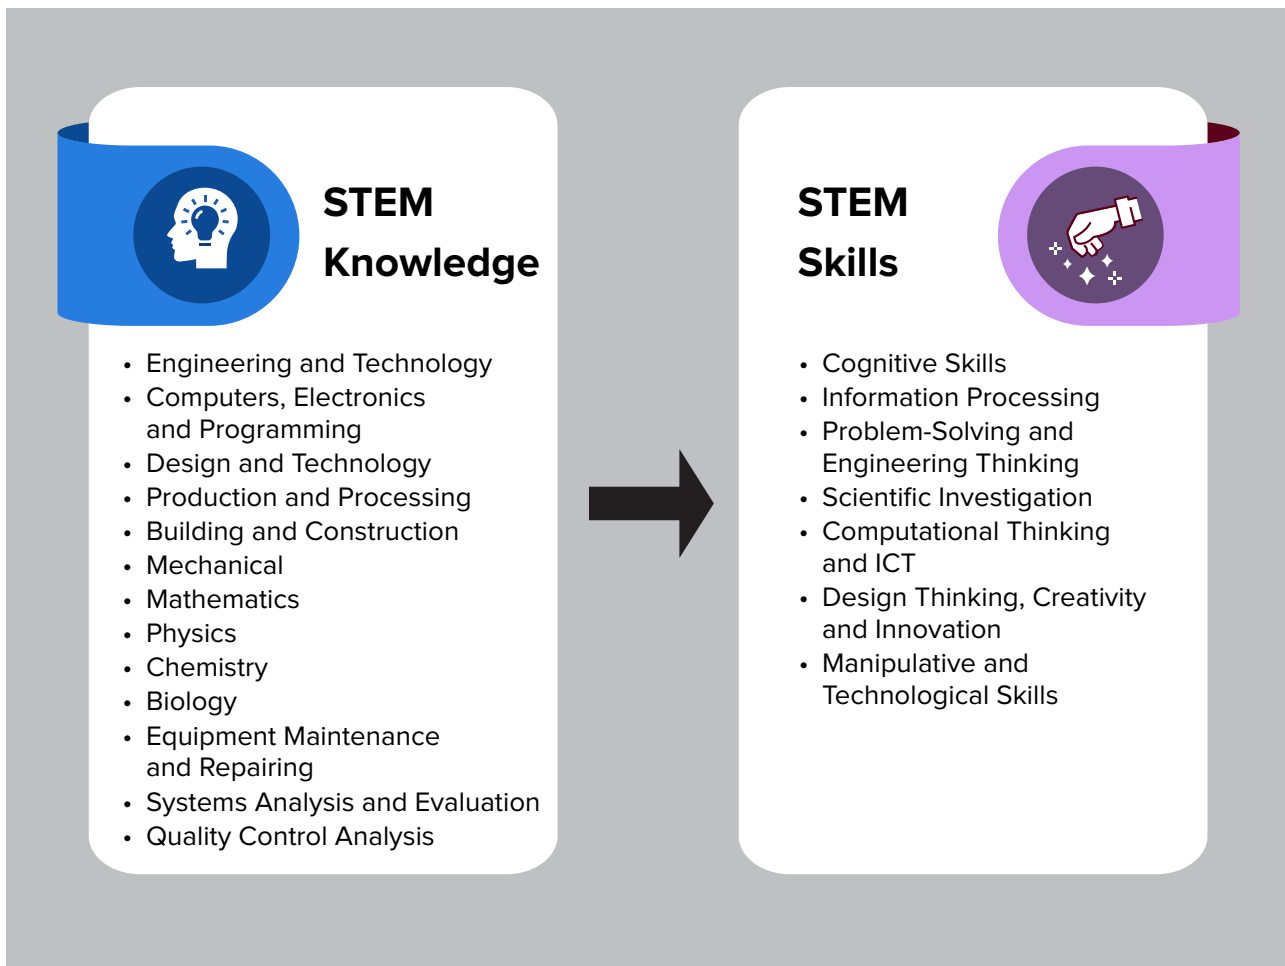 STEM
Knowledge
• Engineering and Technology
• Computers, Electronics
and Programming
• Design and Technology
• Production and Processing
• Building and Construction
• Mechanical
• Mathematics
• Physics
• Chemistry
• Biology
• Equipment Maintenance
and Repairing
• Systems Analysis and Evaluation
• Quality Control Analysis
STEM
Skills
• Cognitive Skills
• Information Processing
• Problem-Solving and
Engineering Thinking
• Scientific Investigation
• Computational Thinking
and ICT
• Design Thinking, Creativity
and Innovation
• Manipulative and
Technological Skills